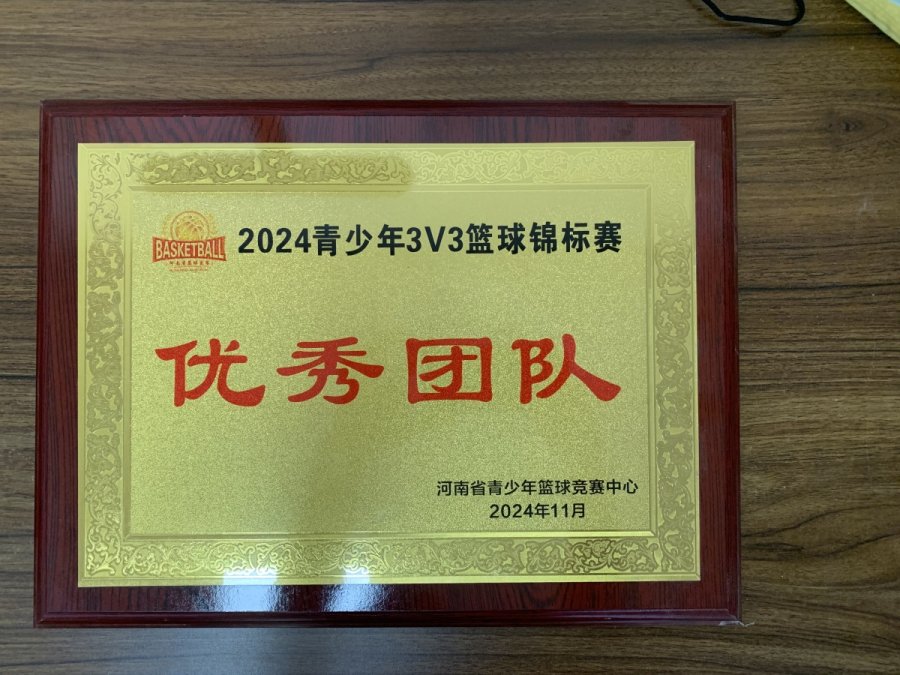 BASKETBALL
2024青少年3V3篮球锦标赛
优秀团队
河南省青少年篮球竞赛中心
2024年11月